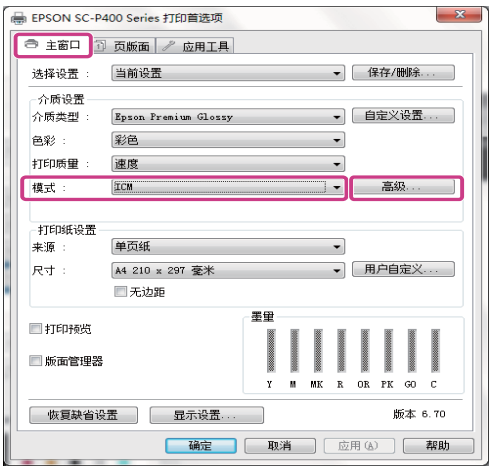 EPSON SC-P400 Series 打印首选项
主窗口 页版面 应用工具
选择设置 : 当前设置 保存/删除...
介质设置
介质类型 : Epson Premium Glossy 自定义设置...
色彩 : 彩色
打印质量 : 速度
模式 : ICM 高级...
打印纸设置
来源 : 单页纸
尺寸 : A4 210 x 297 毫米 用户自定义...
无边距
打印预览
版面管理器
墨量
Y M MK R OR PK GO C
恢复缺省设置 显示设置... 版本 6.70
确定 取消 应用(A) 帮助